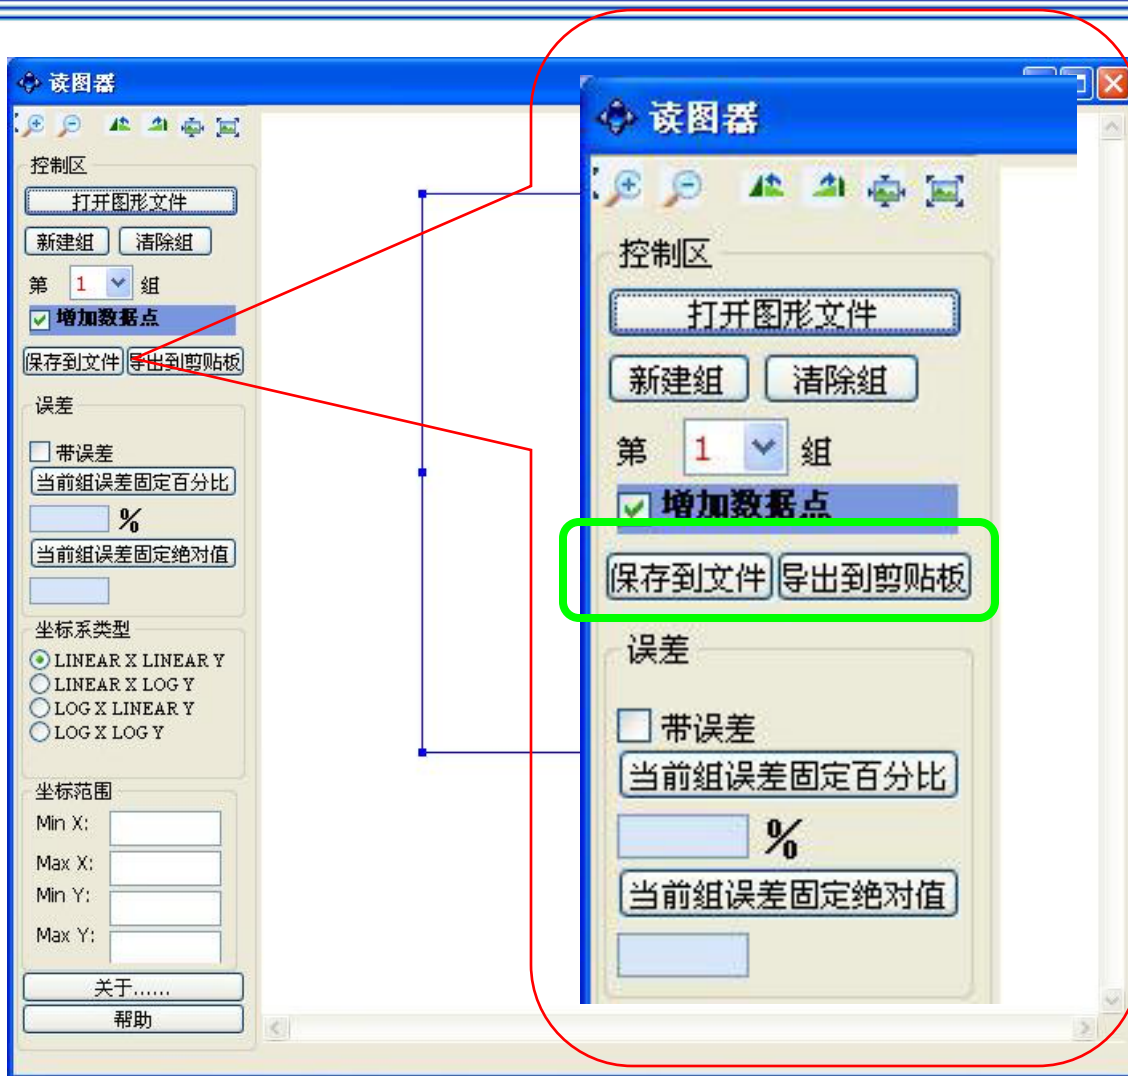 读图器
控制区
打开图形文件
新建组 清除组
第 1 组
增加数据点
保存到文件 导出到剪贴板
误差
带误差
当前组误差固定百分比
%
当前组误差固定绝对值
坐标系类型
LINEAR X LINEAR Y
LINEAR X LOG Y
LOG X LINEAR Y
LOG X LOG Y
坐标范围
Min X:
Max X:
Min Y:
Max Y:
关于......
帮助
读图器
控制区
打开图形文件
新建组 清除组
第 1 组
增加数据点
保存到文件 导出到剪贴板
误差
带误差
当前组误差固定百分比
%
当前组误差固定绝对值